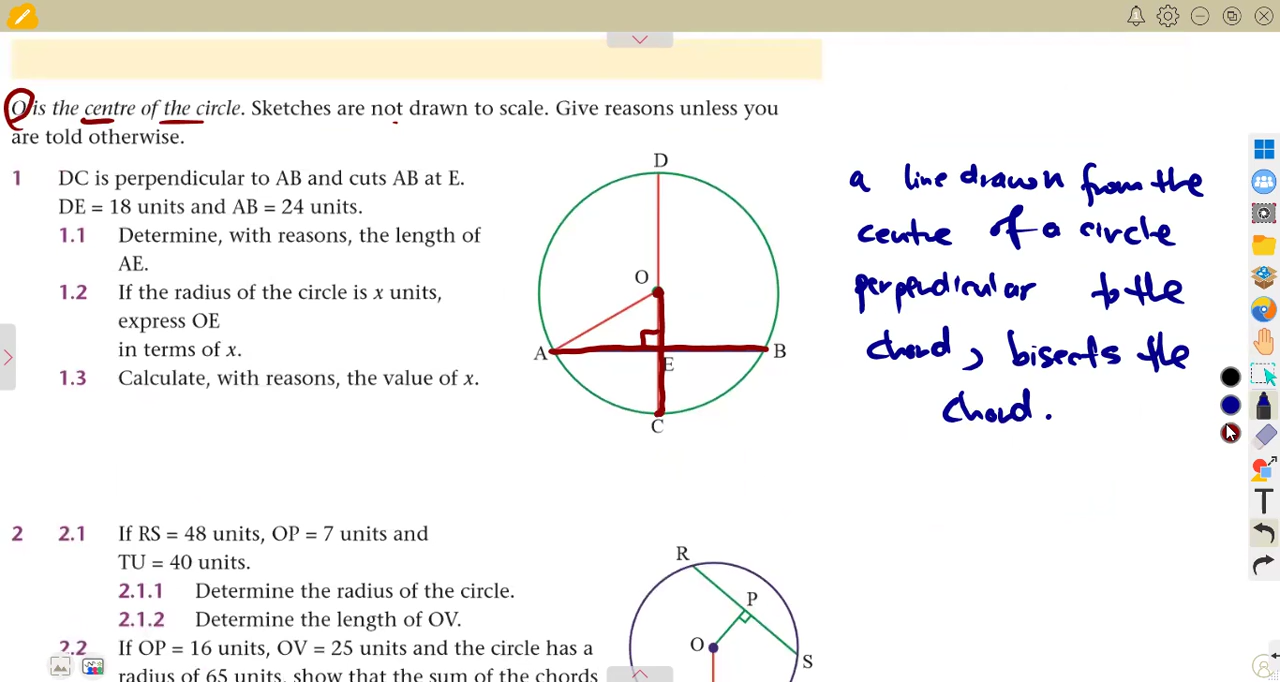 O is the centre of the circle. Sketches are not drawn to scale. Give reasons unless you
are told otherwise.
1 DC is perpendicular to AB and cuts AB at E.
DE = 18 units and AB = 24 units.
1.1 Determine, with reasons, the length of
AE.
1.2 If the radius of the circle is x units,
express OE
in terms of x.
1.3 Calculate, with reasons, the value of x.
D
O
A
E
B
C
a line drawn from the
centre of a circle
perpendicular to the
chord, bisects the
chord.
2 2.1 If RS = 48 units, OP = 7 units and
TU = 40 units.
2.1.1 Determine the radius of the circle.
2.1.2 Determine the length of OV.
2.2 If OP = 16 units, OV = 25 units and the circle has a
radius of 65 units, show that the sum of the chords
R
P
O
S
T